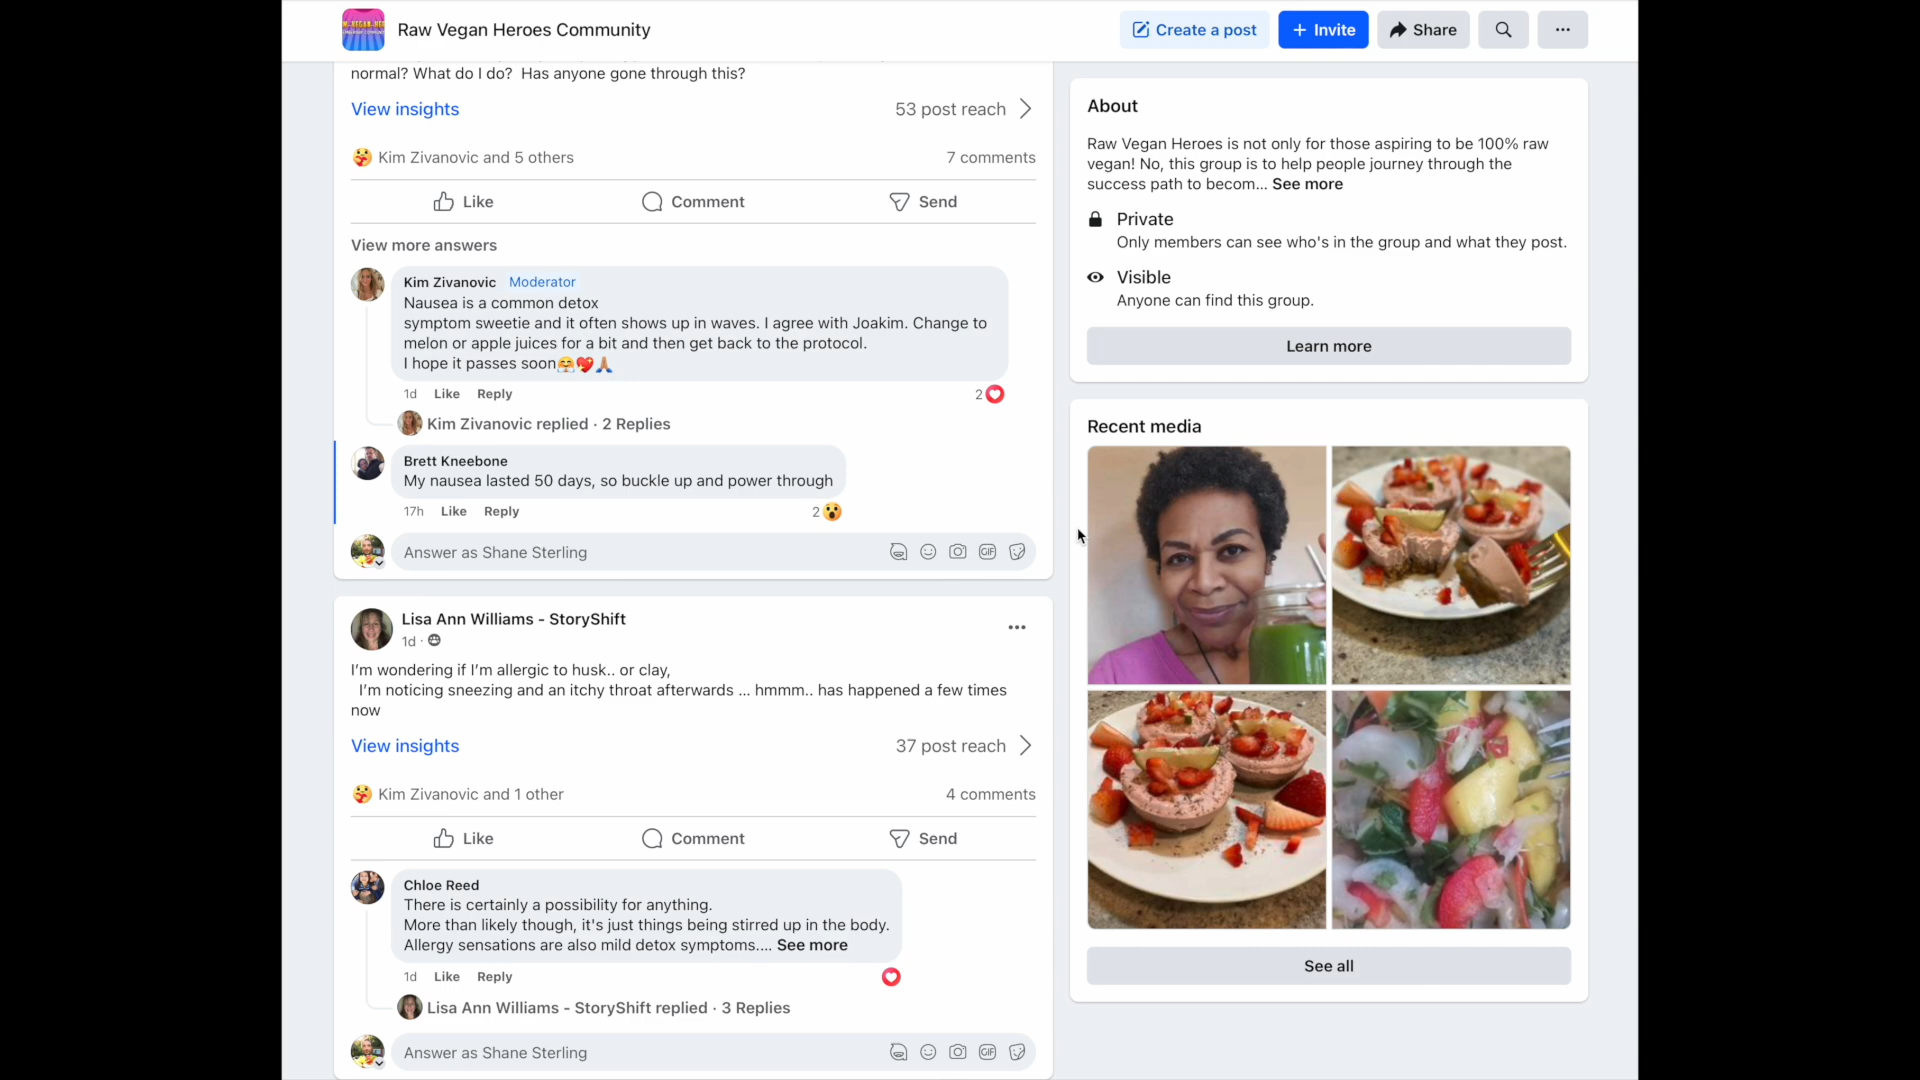 Raw Vegan Heroes Community
Create a post
+ Invite
Share
normal? What do I do?  Has anyone gone through this?
View insights
53 post reach
Kim Zivanovic and 5 others
7 comments
Like
Comment
Send
View more answers
Kim Zivanovic Moderator
Nausea is a common detox
symptom sweetie and it often shows up in waves. I agree with Joakim. Change to
melon or apple juices for a bit and then get back to the protocol.
I hope it passes soon🤗💖🙏
1d Like Reply
2
Kim Zivanovic replied · 2 Replies
Brett Kneebone
My nausea lasted 50 days, so buckle up and power through
17h Like Reply
2
Answer as Shane Sterling
GIF
Lisa Ann Williams - StoryShift
1d ·
I'm wondering if I'm allergic to husk.. or clay,
I'm noticing sneezing and an itchy throat afterwards ... hmmm.. has happened a few times
now
View insights
37 post reach
Kim Zivanovic and 1 other
4 comments
Like
Comment
Send
Chloe Reed
There is certainly a possibility for anything.
More than likely though, it's just things being stirred up in the body.
Allergy sensations are also mild detox symptoms.... See more
1d Like Reply
Lisa Ann Williams - StoryShift replied · 3 Replies
Answer as Shane Sterling
GIF
About
Raw Vegan Heroes is not only for those aspiring to be 100% raw
vegan! No, this group is to help people journey through the
success path to becom... See more
Private
Only members can see who's in the group and what they post.
Visible
Anyone can find this group.
Learn more
Recent media
See all